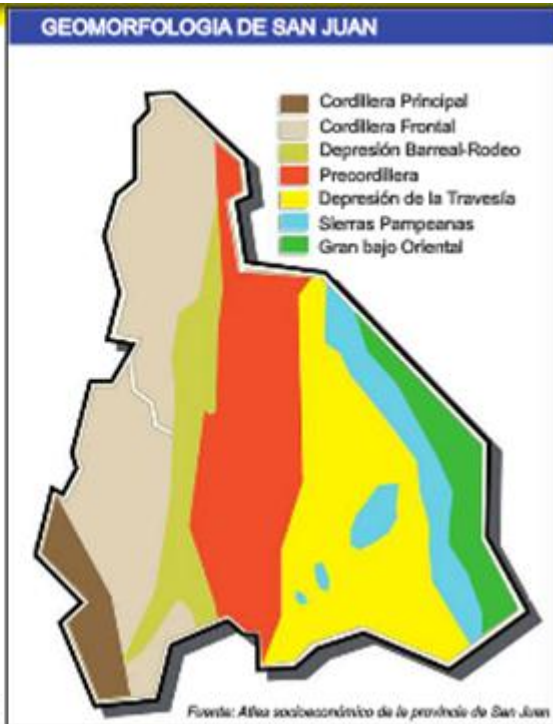 GEOMORFOLOGIA DE SAN JUAN
Cordillera Principal
Cordillera Frontal
Depresión Barreal-Rodeo
Precordillera
Depresión de la Travesía
Sierras Pampeanas
Gran bajo Oriental
Fuente: Atlas socioeconómico de la provincia de San Juan